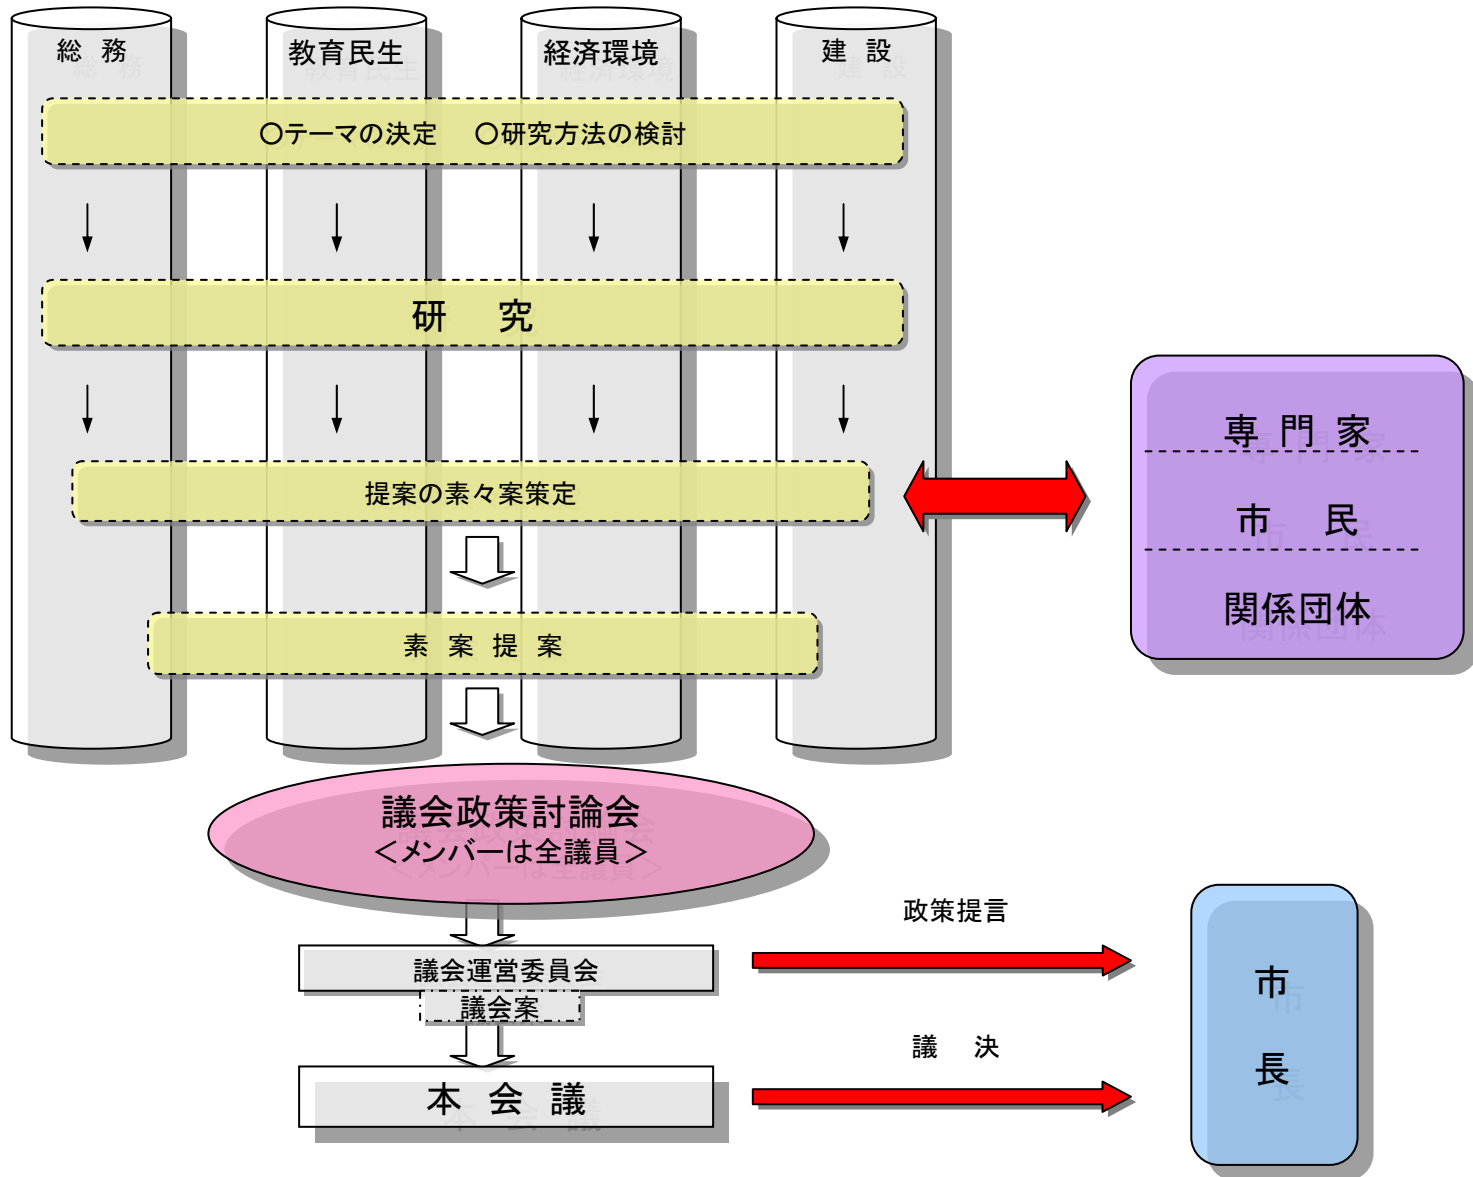 総 務
教育民生
経済環境
建 設
○テーマの決定 ○研究方法の検討
研 究
提案の素々案策定
専 門 家
市 民
関係団体
素 案 提 案
議会政策討論会
＜メンバーは全議員＞
政策提言
議会運営委員会
議会案
議 決
本 会 議
市
長